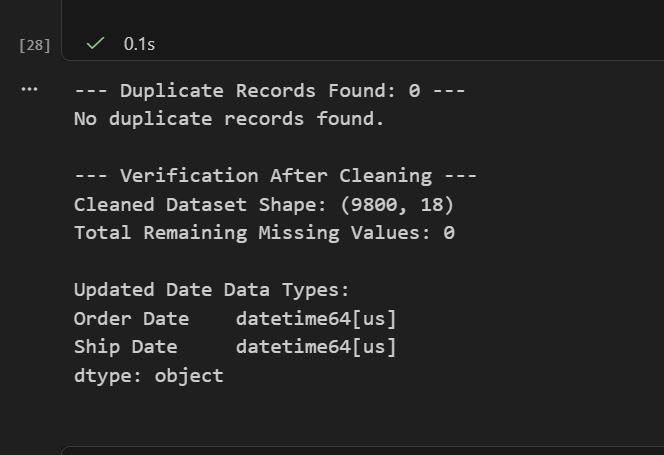 [28]
0.1s
--- Duplicate Records Found: 0 ---
No duplicate records found.
--- Verification After Cleaning ---
Cleaned Dataset Shape: (9800, 18)
Total Remaining Missing Values: 0
Updated Date Data Types:
Order Date    datetime64[us]
Ship Date     datetime64[us]
dtype: object